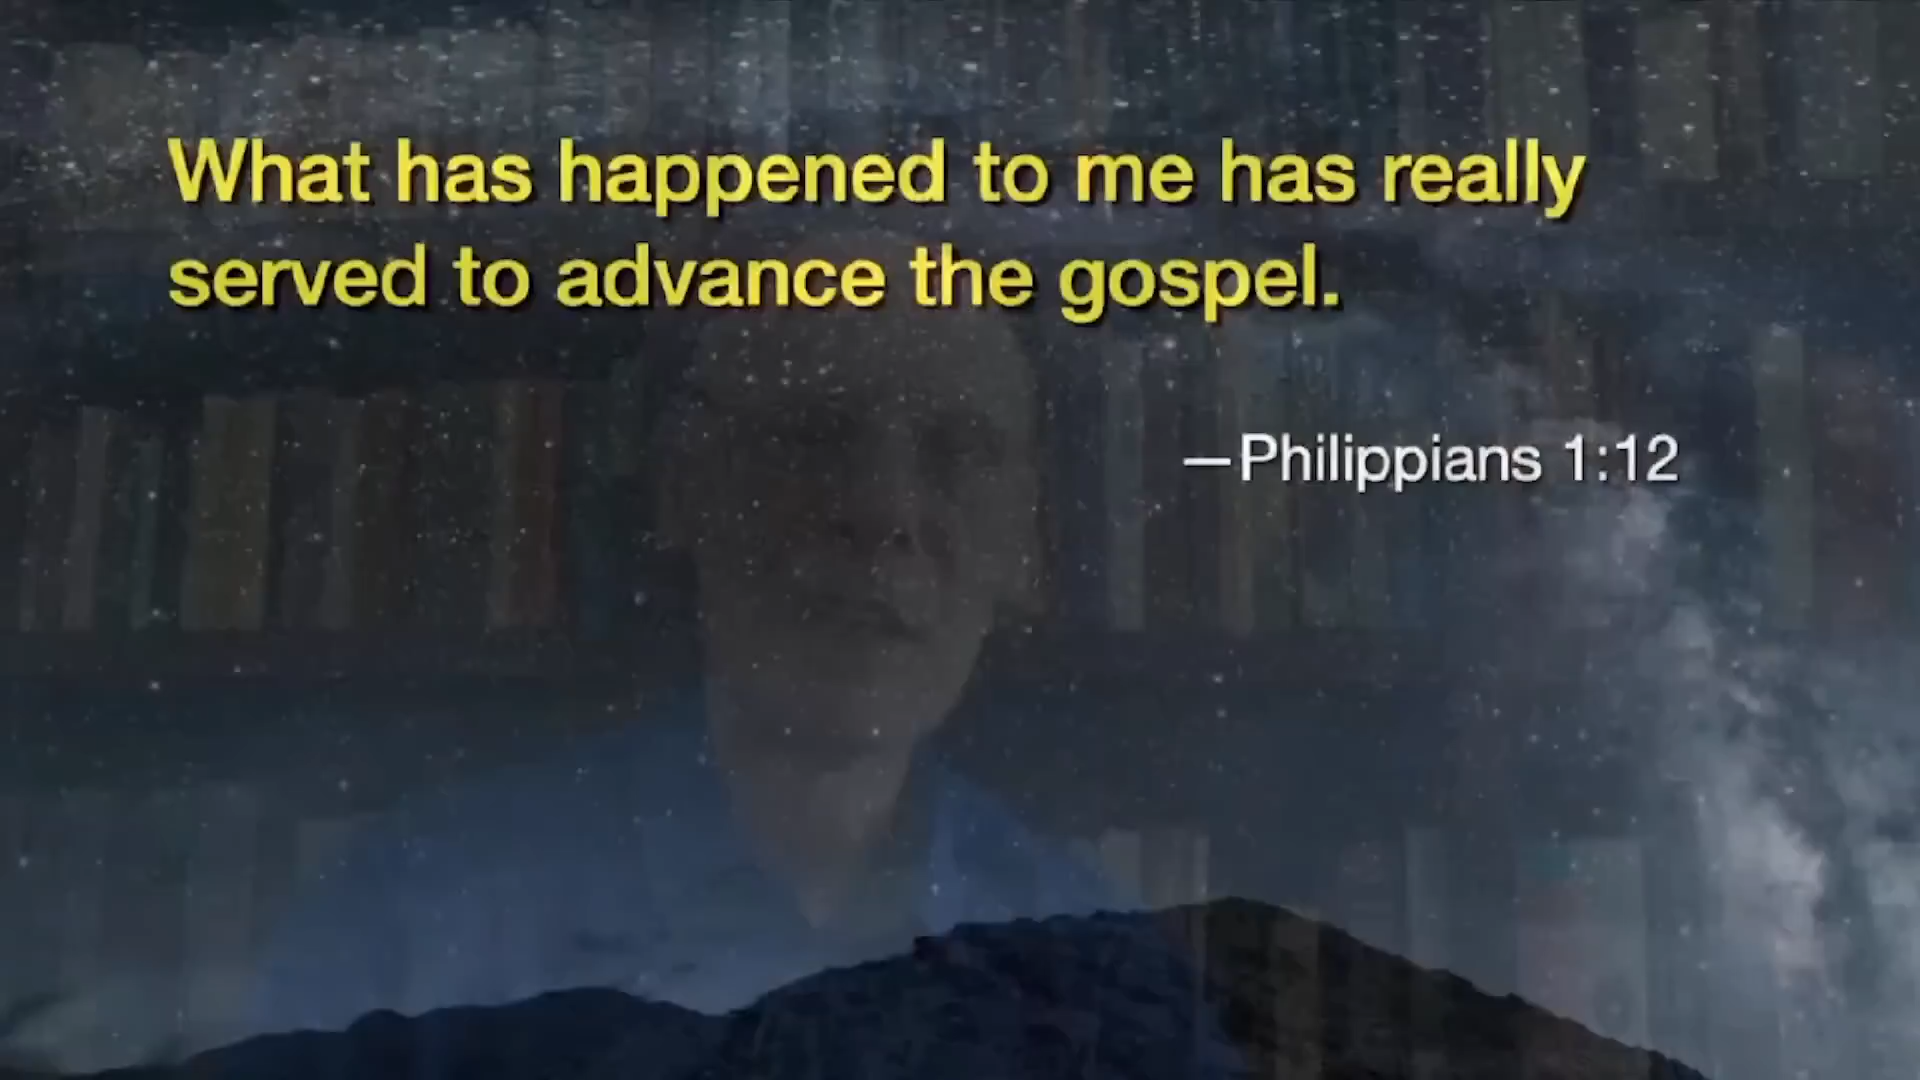 What has happened to me has really
served to advance the gospel.
—Philippians 1:12